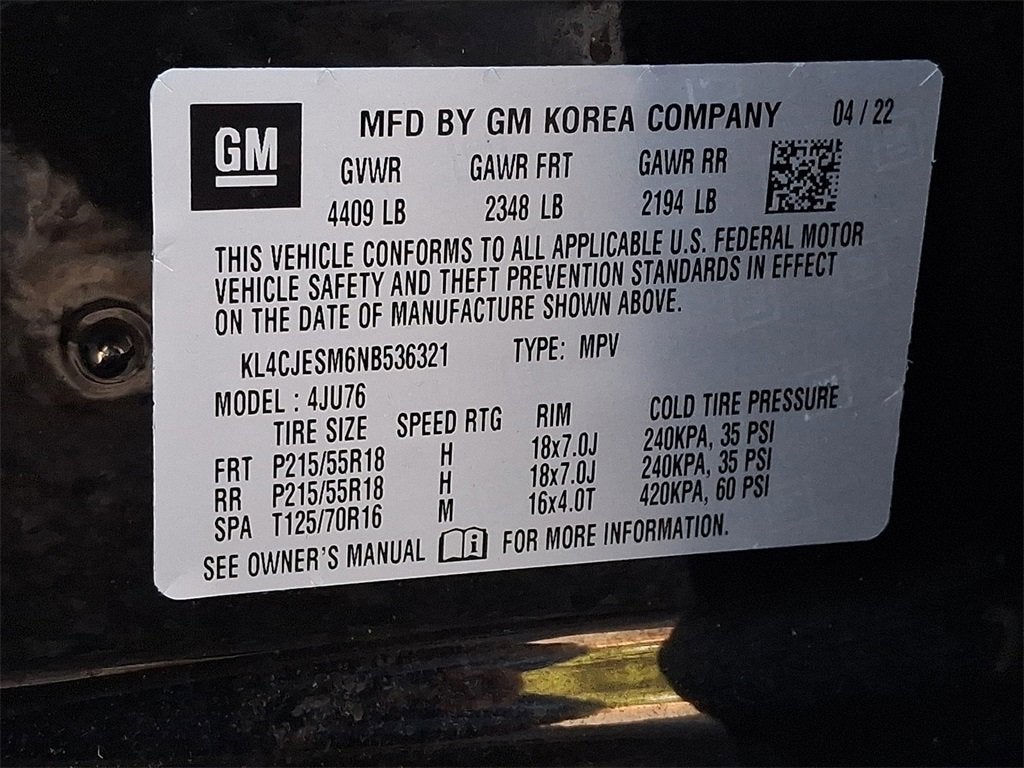 GM
MFD BY GM KOREA COMPANY 04 / 22
GVWR GAWR FRT GAWR RR
4409 LB 2348 LB 2194 LB
THIS VEHICLE CONFORMS TO ALL APPLICABLE U.S. FEDERAL MOTOR
VEHICLE SAFETY AND THEFT PREVENTION STANDARDS IN EFFECT
ON THE DATE OF MANUFACTURE SHOWN ABOVE.
KL4CJESM6NB536321 TYPE: MPV
MODEL : 4JU76
TIRE SIZE SPEED RTG RIM COLD TIRE PRESSURE
FRT P215/55R18 H 18x7.0J 240KPA, 35 PSI
RR P215/55R18 H 18x7.0J 240KPA, 35 PSI
SPA T125/70R16 M 16x4.0T 420KPA, 60 PSI
SEE OWNER'S MANUAL i FOR MORE INFORMATION.